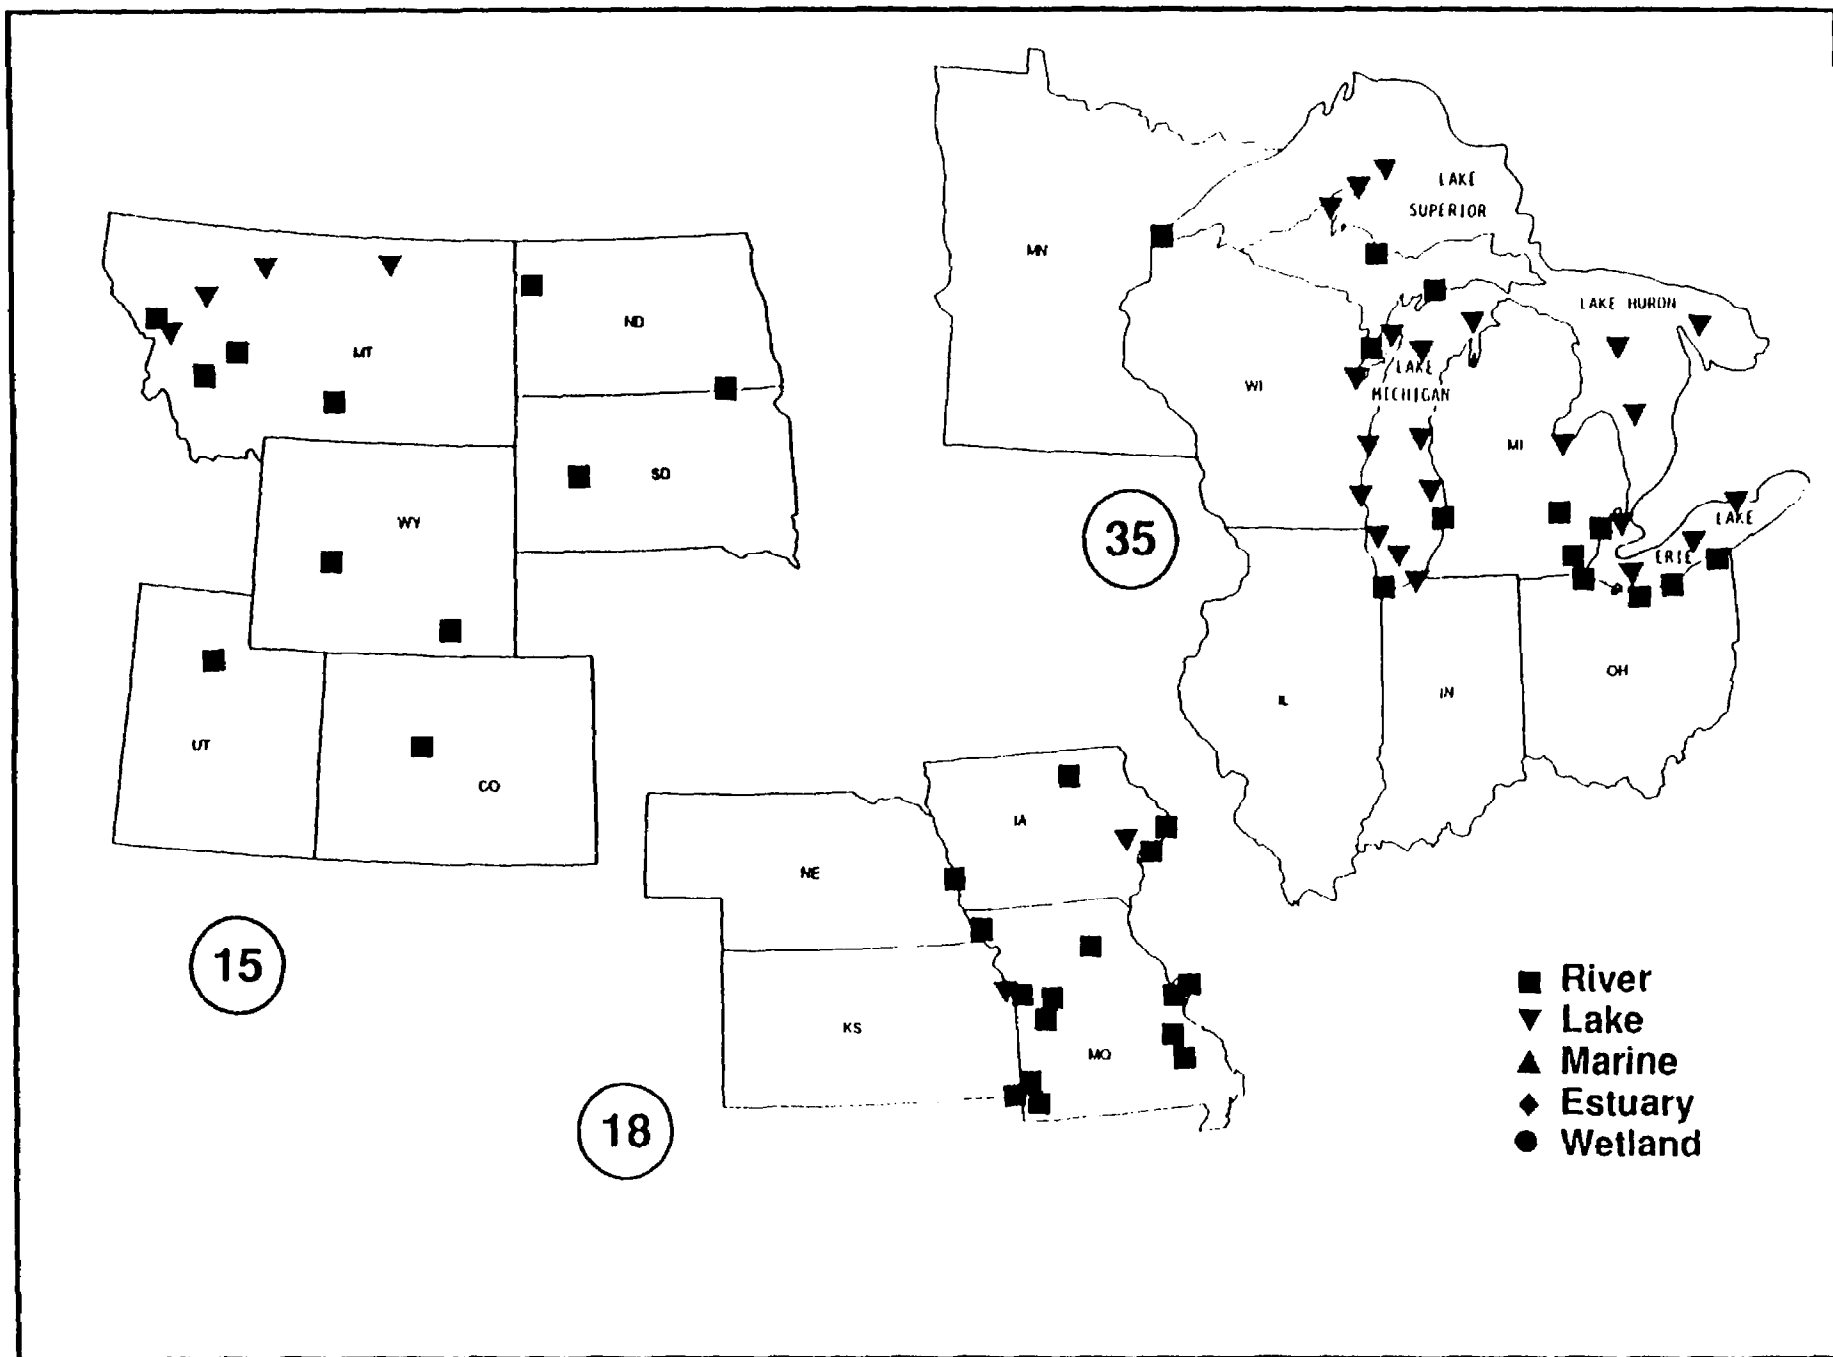 LAKE
SUPERIOR
MN
LAKE HURON
ND
MT
LAKE
MICHIGAN
WI
MI
SD
WY
LAKE
ERIE
35
OH
IN
IL
UT
CO
IA
NE
KS
MO
15
18
River
Lake
Marine
Estuary
Wetland